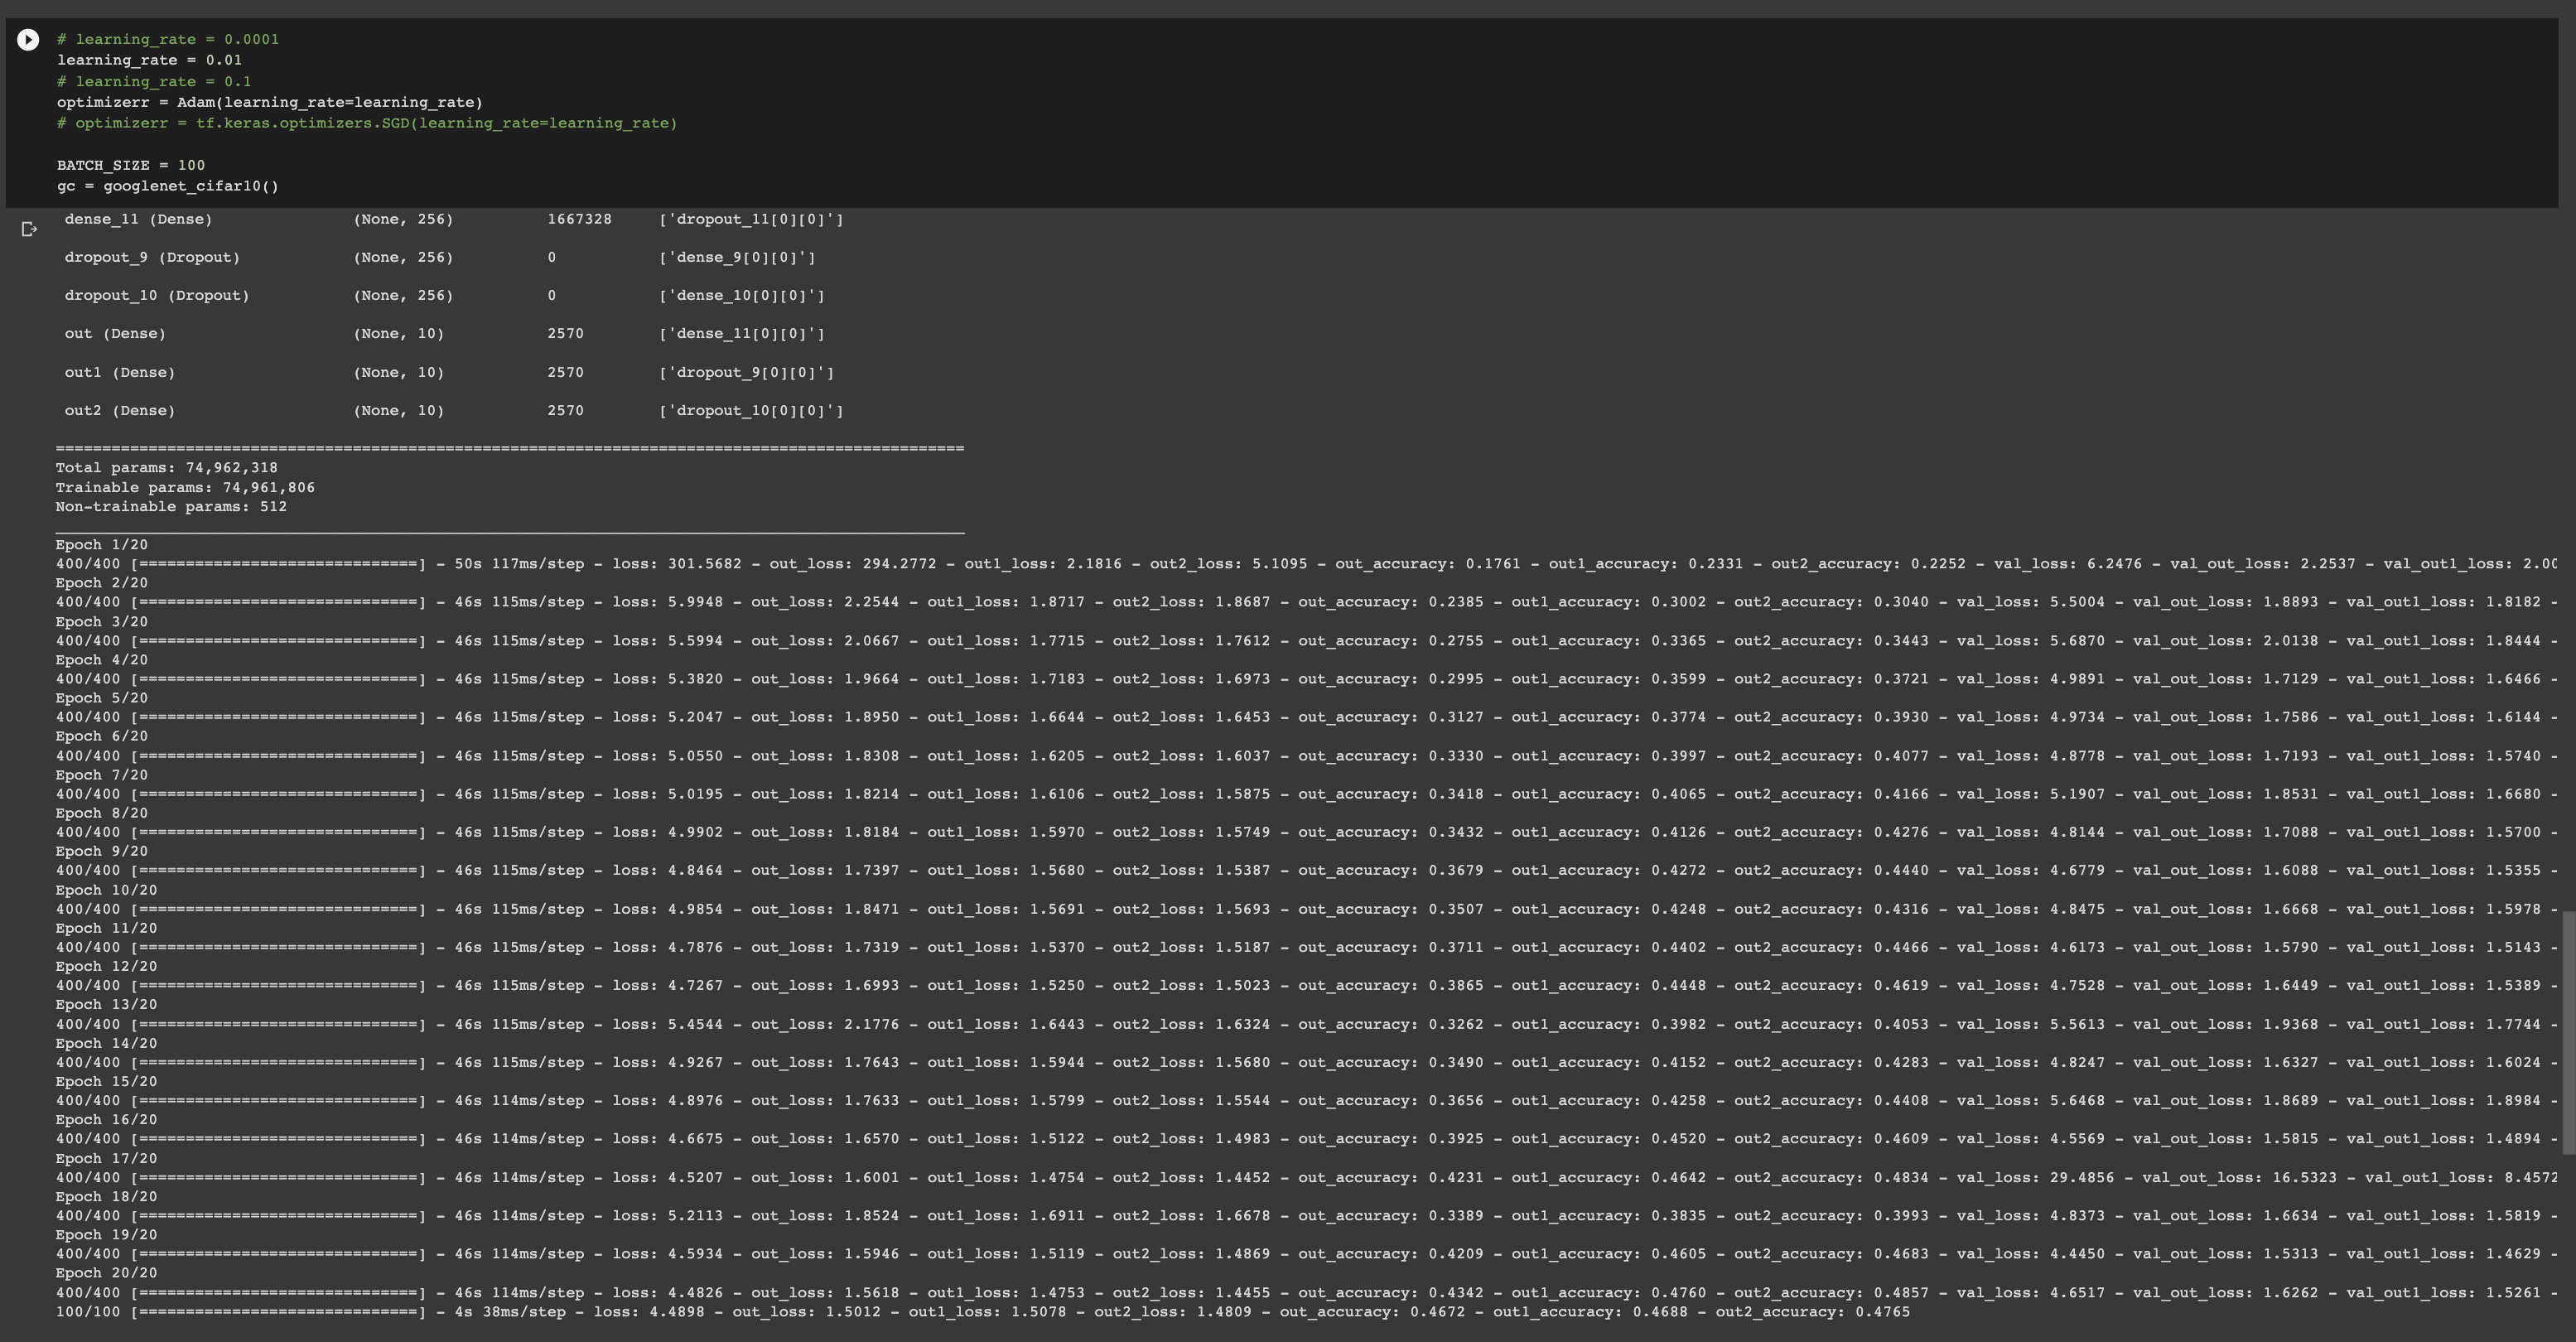 # learning_rate = 0.0001
learning_rate = 0.01
# learning_rate = 0.1
optimizerr = Adam(learning_rate=learning_rate)
# optimizerr = tf.keras.optimizers.SGD(learning_rate=learning_rate)
BATCH_SIZE = 100
gc = googlenet_cifar10()
dense_11 (Dense) (None, 256) 1667328 ['dropout_11[0][0]']
dropout_9 (Dropout) (None, 256) 0 ['dense_9[0][0]']
dropout_10 (Dropout) (None, 256) 0 ['dense_10[0][0]']
out (Dense) (None, 10) 2570 ['dense_11[0][0]']
out1 (Dense) (None, 10) 2570 ['dropout_9[0][0]']
out2 (Dense) (None, 10) 2570 ['dropout_10[0][0]']
==================================================================================================
Total params: 74,962,318
Trainable params: 74,961,806
Non-trainable params: 512
__________________________________________________________________________________________________
Epoch 1/20
400/400 [==============================] - 50s 117ms/step - loss: 301.5682 - out_loss: 294.2772 - out1_loss: 2.1816 - out2_loss: 5.1095 - out_accuracy: 0.1761 - out1_accuracy: 0.2331 - out2_accuracy: 0.2252 - val_loss: 6.2476 - val_out_loss: 2.2537 - val_out1_loss: 2.00
Epoch 2/20
400/400 [==============================] - 46s 115ms/step - loss: 5.9948 - out_loss: 2.2544 - out1_loss: 1.8717 - out2_loss: 1.8687 - out_accuracy: 0.2385 - out1_accuracy: 0.3002 - out2_accuracy: 0.3040 - val_loss: 5.5004 - val_out_loss: 1.8893 - val_out1_loss: 1.8182 -
Epoch 3/20
400/400 [==============================] - 46s 115ms/step - loss: 5.5994 - out_loss: 2.0667 - out1_loss: 1.7715 - out2_loss: 1.7612 - out_accuracy: 0.2755 - out1_accuracy: 0.3365 - out2_accuracy: 0.3443 - val_loss: 5.6870 - val_out_loss: 2.0138 - val_out1_loss: 1.8444 -
Epoch 4/20
400/400 [==============================] - 46s 115ms/step - loss: 5.3820 - out_loss: 1.9664 - out1_loss: 1.7183 - out2_loss: 1.6973 - out_accuracy: 0.2995 - out1_accuracy: 0.3599 - out2_accuracy: 0.3721 - val_loss: 4.9891 - val_out_loss: 1.7129 - val_out1_loss: 1.6466 -
Epoch 5/20
400/400 [==============================] - 46s 115ms/step - loss: 5.2047 - out_loss: 1.8950 - out1_loss: 1.6644 - out2_loss: 1.6453 - out_accuracy: 0.3127 - out1_accuracy: 0.3774 - out2_accuracy: 0.3930 - val_loss: 4.9734 - val_out_loss: 1.7586 - val_out1_loss: 1.6144 -
Epoch 6/20
400/400 [==============================] - 46s 115ms/step - loss: 5.0550 - out_loss: 1.8308 - out1_loss: 1.6205 - out2_loss: 1.6037 - out_accuracy: 0.3330 - out1_accuracy: 0.3997 - out2_accuracy: 0.4077 - val_loss: 4.8778 - val_out_loss: 1.7193 - val_out1_loss: 1.5740 -
Epoch 7/20
400/400 [==============================] - 46s 115ms/step - loss: 5.0195 - out_loss: 1.8214 - out1_loss: 1.6106 - out2_loss: 1.5875 - out_accuracy: 0.3418 - out1_accuracy: 0.4065 - out2_accuracy: 0.4166 - val_loss: 5.1907 - val_out_loss: 1.8531 - val_out1_loss: 1.6680 -
Epoch 8/20
400/400 [==============================] - 46s 115ms/step - loss: 4.9902 - out_loss: 1.8184 - out1_loss: 1.5970 - out2_loss: 1.5749 - out_accuracy: 0.3432 - out1_accuracy: 0.4126 - out2_accuracy: 0.4276 - val_loss: 4.8144 - val_out_loss: 1.7088 - val_out1_loss: 1.5700 -
Epoch 9/20
400/400 [==============================] - 46s 115ms/step - loss: 4.8464 - out_loss: 1.7397 - out1_loss: 1.5680 - out2_loss: 1.5387 - out_accuracy: 0.3679 - out1_accuracy: 0.4272 - out2_accuracy: 0.4440 - val_loss: 4.6779 - val_out_loss: 1.6088 - val_out1_loss: 1.5355 -
Epoch 10/20
400/400 [==============================] - 46s 115ms/step - loss: 4.9854 - out_loss: 1.8471 - out1_loss: 1.5691 - out2_loss: 1.5693 - out_accuracy: 0.3507 - out1_accuracy: 0.4248 - out2_accuracy: 0.4316 - val_loss: 4.8475 - val_out_loss: 1.6668 - val_out1_loss: 1.5978 -
Epoch 11/20
400/400 [==============================] - 46s 115ms/step - loss: 4.7876 - out_loss: 1.7319 - out1_loss: 1.5370 - out2_loss: 1.5187 - out_accuracy: 0.3711 - out1_accuracy: 0.4402 - out2_accuracy: 0.4466 - val_loss: 4.6173 - val_out_loss: 1.5790 - val_out1_loss: 1.5143 -
Epoch 12/20
400/400 [==============================] - 46s 115ms/step - loss: 4.7267 - out_loss: 1.6993 - out1_loss: 1.5250 - out2_loss: 1.5023 - out_accuracy: 0.3865 - out1_accuracy: 0.4448 - out2_accuracy: 0.4619 - val_loss: 4.7528 - val_out_loss: 1.6449 - val_out1_loss: 1.5389 -
Epoch 13/20
400/400 [==============================] - 46s 115ms/step - loss: 5.4544 - out_loss: 2.1776 - out1_loss: 1.6443 - out2_loss: 1.6324 - out_accuracy: 0.3262 - out1_accuracy: 0.3982 - out2_accuracy: 0.4053 - val_loss: 5.5613 - val_out_loss: 1.9368 - val_out1_loss: 1.7744 -
Epoch 14/20
400/400 [==============================] - 46s 115ms/step - loss: 4.9267 - out_loss: 1.7643 - out1_loss: 1.5944 - out2_loss: 1.5680 - out_accuracy: 0.3490 - out1_accuracy: 0.4152 - out2_accuracy: 0.4283 - val_loss: 4.8247 - val_out_loss: 1.6327 - val_out1_loss: 1.6024 -
Epoch 15/20
400/400 [==============================] - 46s 114ms/step - loss: 4.8976 - out_loss: 1.7633 - out1_loss: 1.5799 - out2_loss: 1.5544 - out_accuracy: 0.3656 - out1_accuracy: 0.4258 - out2_accuracy: 0.4408 - val_loss: 5.6468 - val_out_loss: 1.8689 - val_out1_loss: 1.8984 -
Epoch 16/20
400/400 [==============================] - 46s 114ms/step - loss: 4.6675 - out_loss: 1.6570 - out1_loss: 1.5122 - out2_loss: 1.4983 - out_accuracy: 0.3925 - out1_accuracy: 0.4520 - out2_accuracy: 0.4609 - val_loss: 4.5569 - val_out_loss: 1.5815 - val_out1_loss: 1.4894 -
Epoch 17/20
400/400 [==============================] - 46s 114ms/step - loss: 4.5207 - out_loss: 1.6001 - out1_loss: 1.4754 - out2_loss: 1.4452 - out_accuracy: 0.4231 - out1_accuracy: 0.4642 - out2_accuracy: 0.4834 - val_loss: 29.4856 - val_out_loss: 16.5323 - val_out1_loss: 8.4572
Epoch 18/20
400/400 [==============================] - 46s 114ms/step - loss: 5.2113 - out_loss: 1.8524 - out1_loss: 1.6911 - out2_loss: 1.6678 - out_accuracy: 0.3389 - out1_accuracy: 0.3835 - out2_accuracy: 0.3993 - val_loss: 4.8373 - val_out_loss: 1.6634 - val_out1_loss: 1.5819 -
Epoch 19/20
400/400 [==============================] - 46s 114ms/step - loss: 4.5934 - out_loss: 1.5946 - out1_loss: 1.5119 - out2_loss: 1.4869 - out_accuracy: 0.4209 - out1_accuracy: 0.4605 - out2_accuracy: 0.4683 - val_loss: 4.4450 - val_out_loss: 1.5313 - val_out1_loss: 1.4629 -
Epoch 20/20
400/400 [==============================] - 46s 114ms/step - loss: 4.4826 - out_loss: 1.5618 - out1_loss: 1.4753 - out2_loss: 1.4455 - out_accuracy: 0.4342 - out1_accuracy: 0.4760 - out2_accuracy: 0.4857 - val_loss: 4.6517 - val_out_loss: 1.6262 - val_out1_loss: 1.5261 -
100/100 [==============================] - 4s 38ms/step - loss: 4.4898 - out_loss: 1.5012 - out1_loss: 1.5078 - out2_loss: 1.4809 - out_accuracy: 0.4672 - out1_accuracy: 0.4688 - out2_accuracy: 0.4765